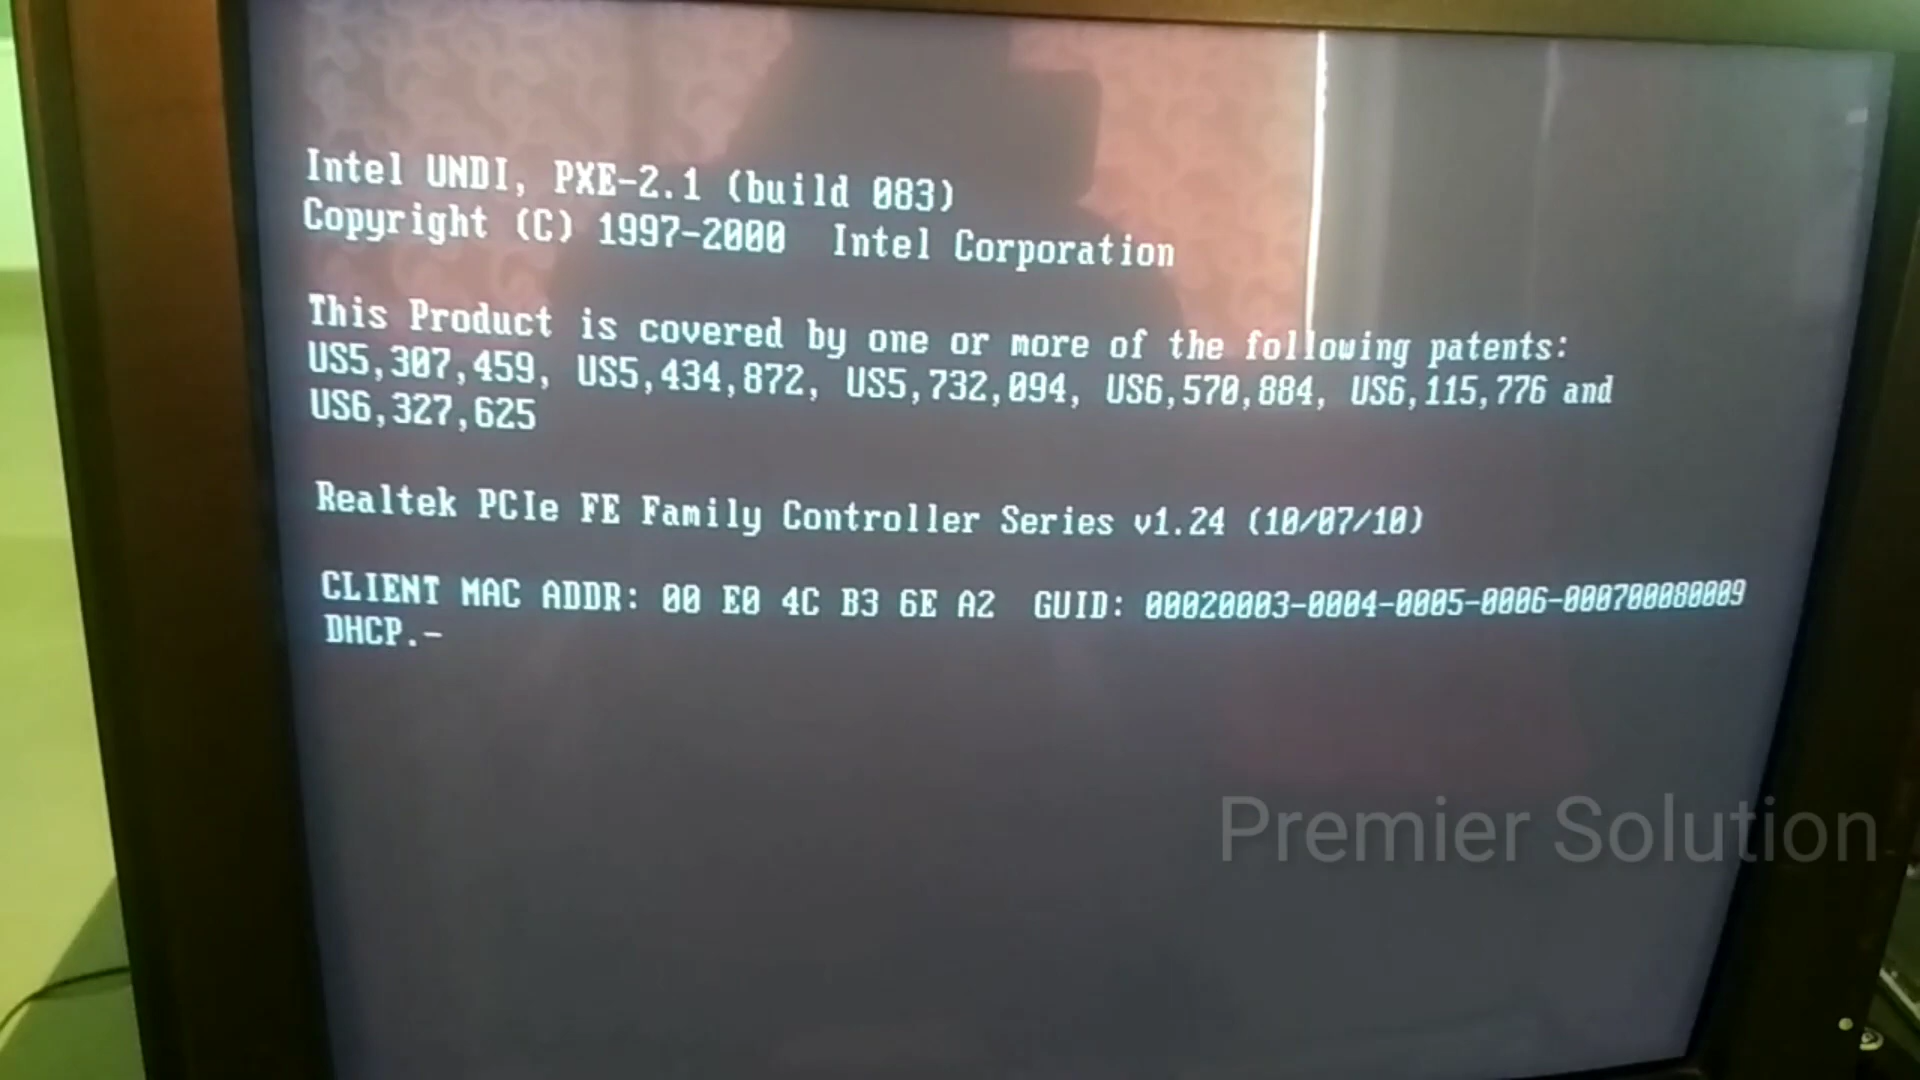 Intel UNDI, PXE-2.1 (build 083)
Copyright (C) 1997-2000  Intel Corporation
This Product is covered by one or more of the following patents:
US5,307,459, US5,434,872, US5,732,094, US6,570,884, US6,115,776 and
US6,327,625
Realtek PCIe FE Family Controller Series v1.24 (10/07/10)
CLIENT MAC ADDR: 00 E0 4C B3 6E A2  GUID: 00020003-0004-0005-0006-000700080009
DHCP.-
Premier Solution